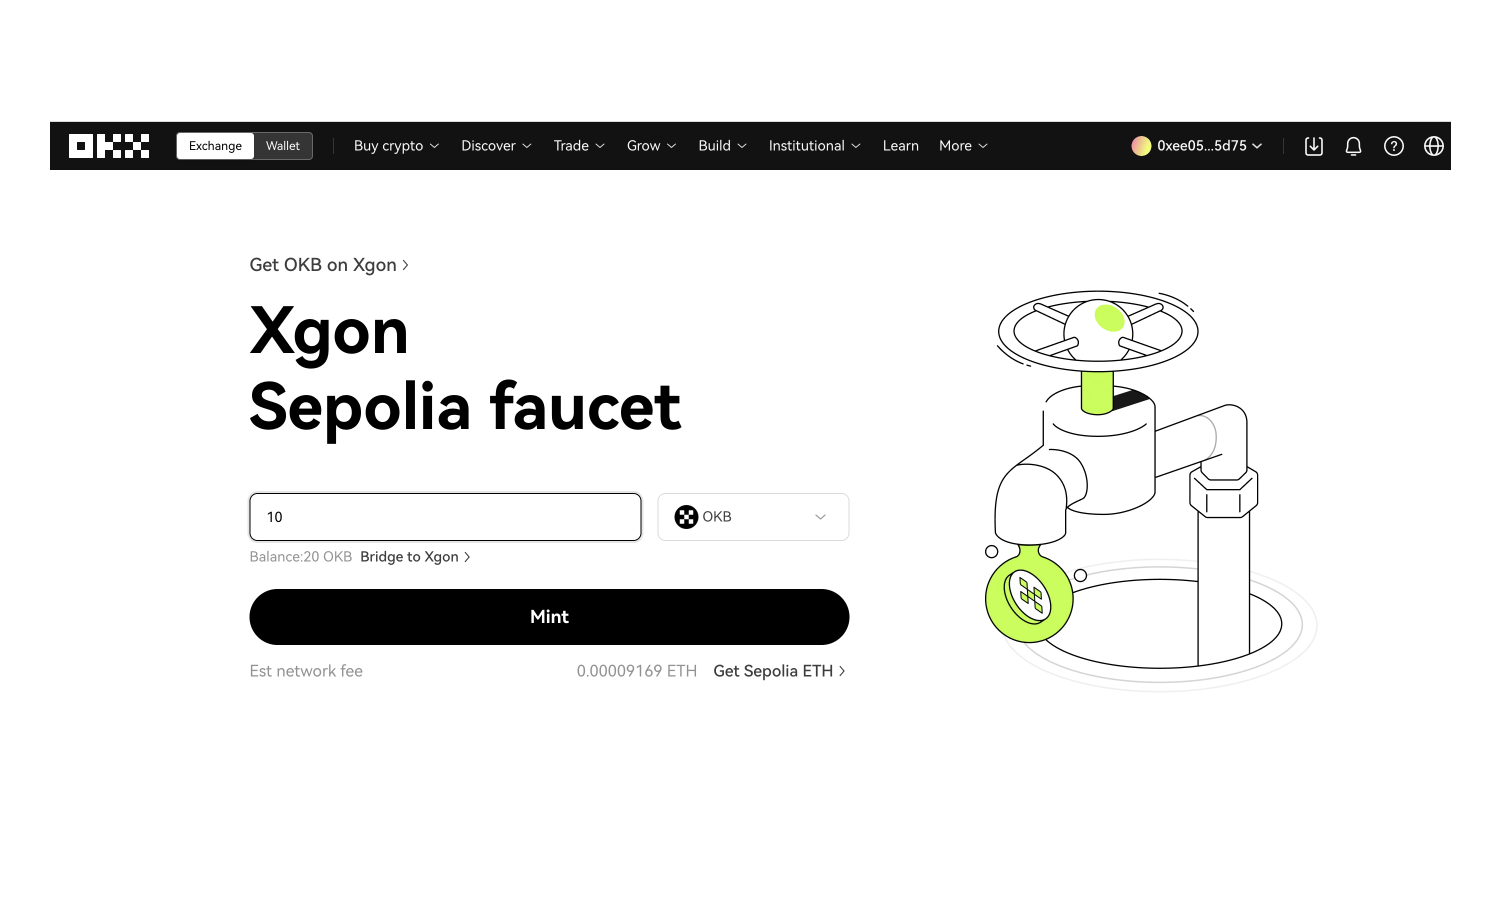 OKX Exchange Wallet Buy crypto Discover Trade Grow Build Institutional Learn More 0xee05...5d75
Get OKB on Xgon
Xgon
Sepolia faucet
10 OKB
Balance:20 OKB Bridge to Xgon
Mint
Est network fee 0.00009169 ETH Get Sepolia ETH